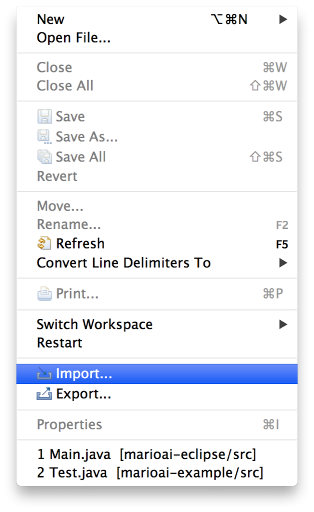 New ⌥⌘N ▶
Open File...
Close ⌘W
Close All ⇧⌘W
Save ⌘S
Save As...
Save All ⇧⌘S
Revert
Move...
Rename... F2
Refresh F5
Convert Line Delimiters To ▶
Print... ⌘P
Switch Workspace ▶
Restart
Import...
Export...
Properties ⌘I
1 Main.java [marioai-eclipse/src]
2 Test.java [marioai-example/src]